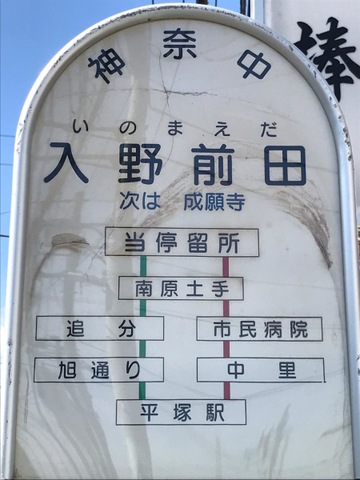 神奈中
いのまえだ
入野前田
次は 成願寺
当停留所
南原土手
追分 市民病院
旭通り 中里
平塚駅
棒